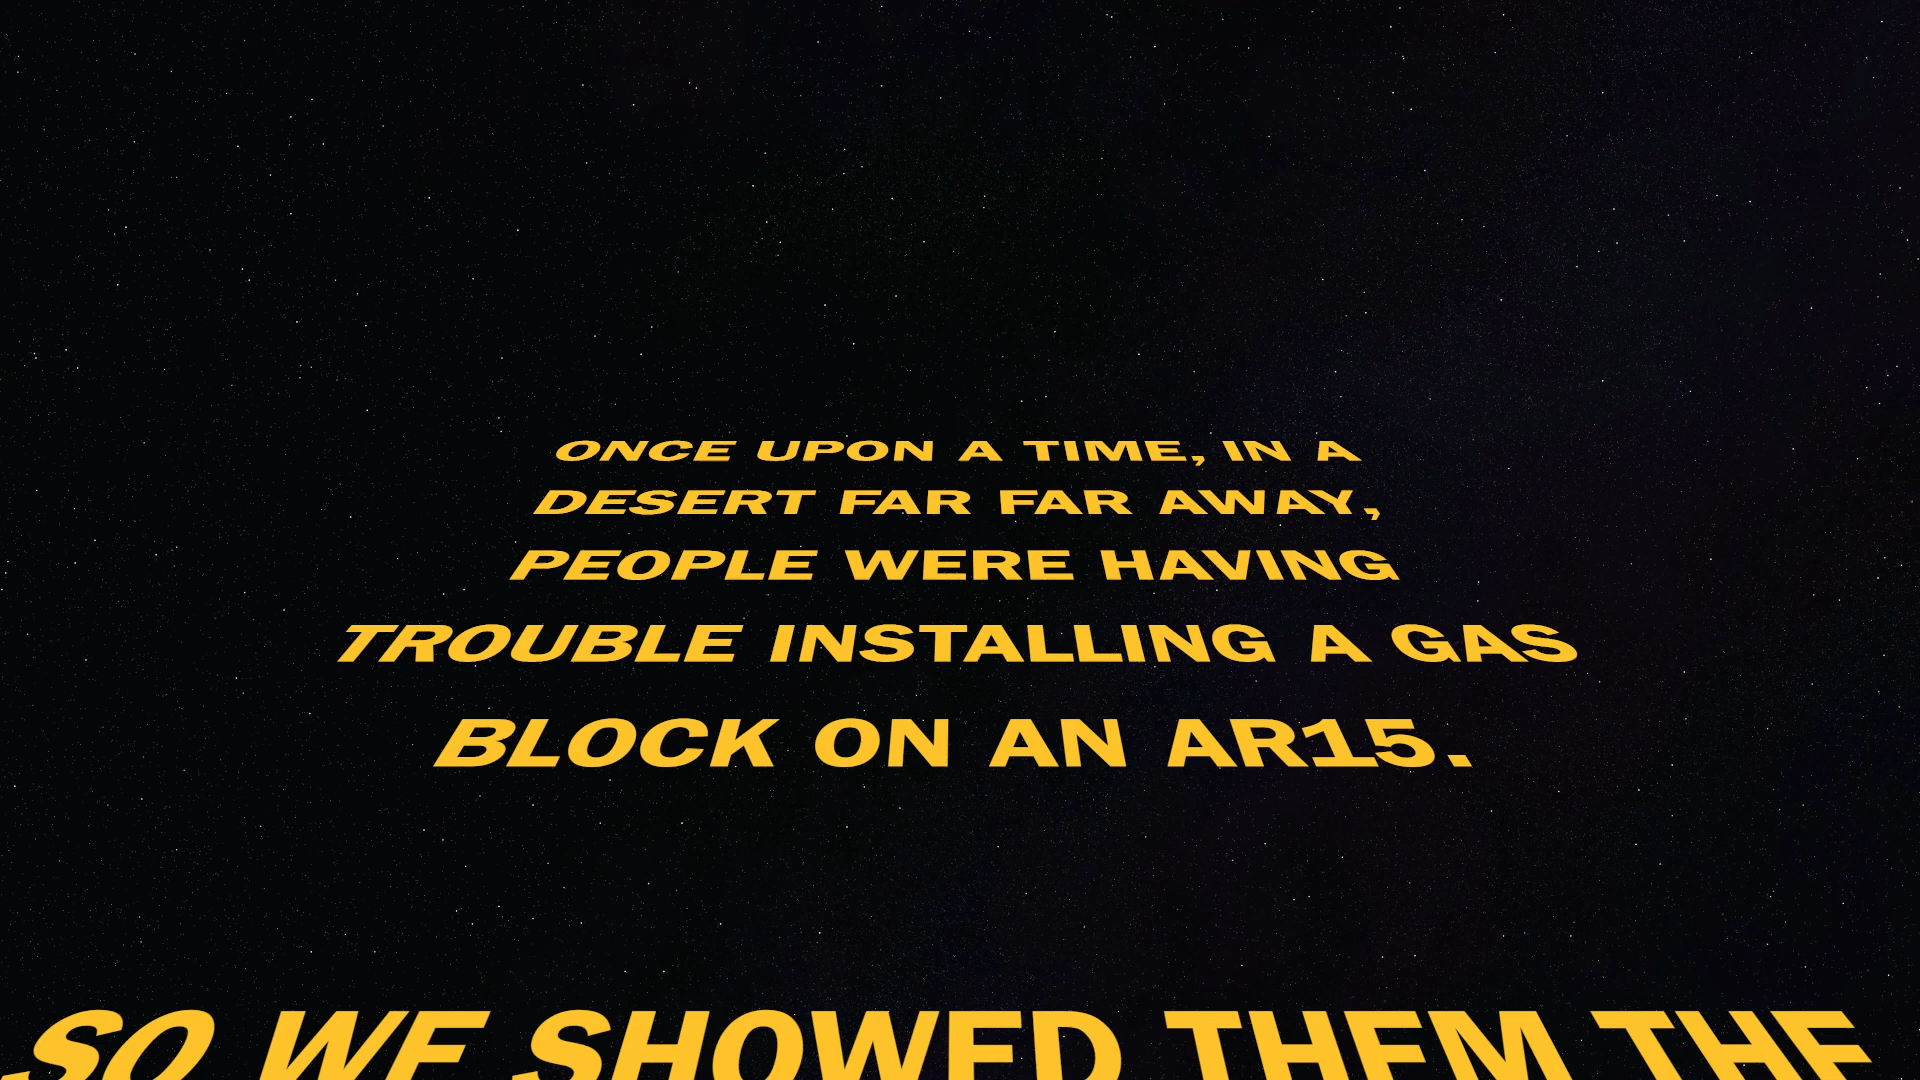 ONCE UPON A TIME, IN A
DESERT FAR FAR AWAY,
PEOPLE WERE HAVING
TROUBLE INSTALLING A GAS
BLOCK ON AN AR15.
SO WE SHOWED THEM THE